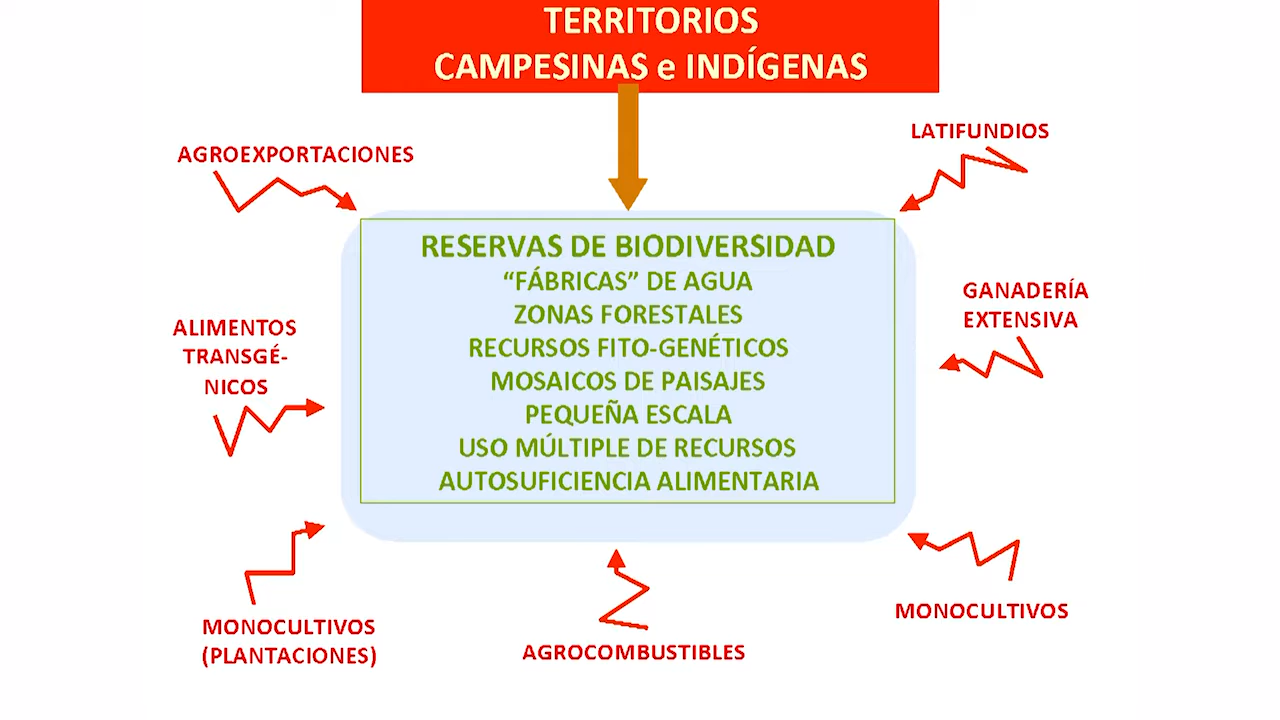 TERRITORIOS
CAMPESINAS e INDÍGENAS
LATIFUNDIOS
AGROEXPORTACIONES
RESERVAS DE BIODIVERSIDAD
“FÁBRICAS” DE AGUA
ZONAS FORESTALES
RECURSOS FITO-GENÉTICOS
MOSAICOS DE PAISAJES
PEQUEÑA ESCALA
USO MÚLTIPLE DE RECURSOS
AUTOSUFICIENCIA ALIMENTARIA
GANADERÍA
EXTENSIVA
ALIMENTOS
TRANSGÉ-
NICOS
MONOCULTIVOS
(PLANTACIONES)
AGROCOMBUSTIBLES
MONOCULTIVOS